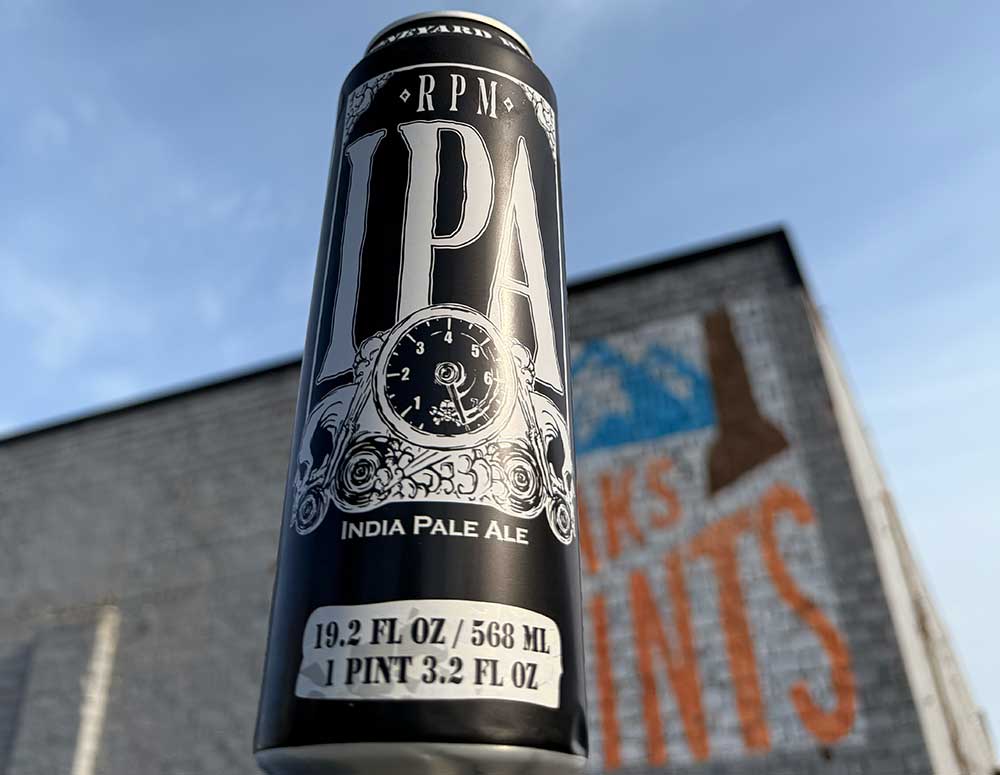 RPM
IPA
1 2 3 4 5 6
INDIA PALE ALE
19.2 FL OZ / 568 ML
1 PINT 3.2 FL OZ